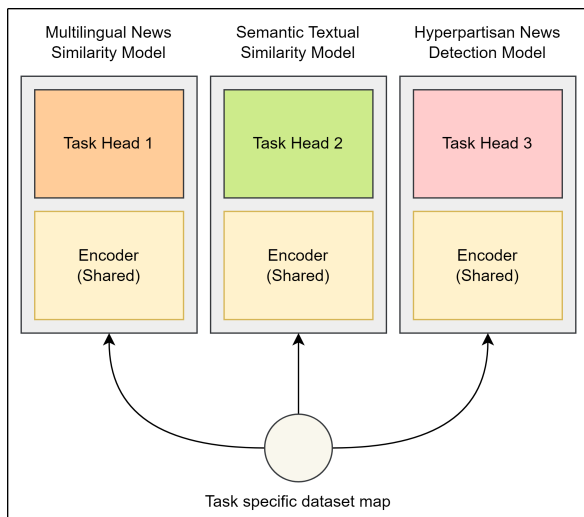 Multilingual News
Similarity Model
Semantic Textual
Similarity Model
Hyperpartisan News
Detection Model
Task Head 1
Task Head 2
Task Head 3
Encoder
(Shared)
Encoder
(Shared)
Encoder
(Shared)
Task specific dataset map